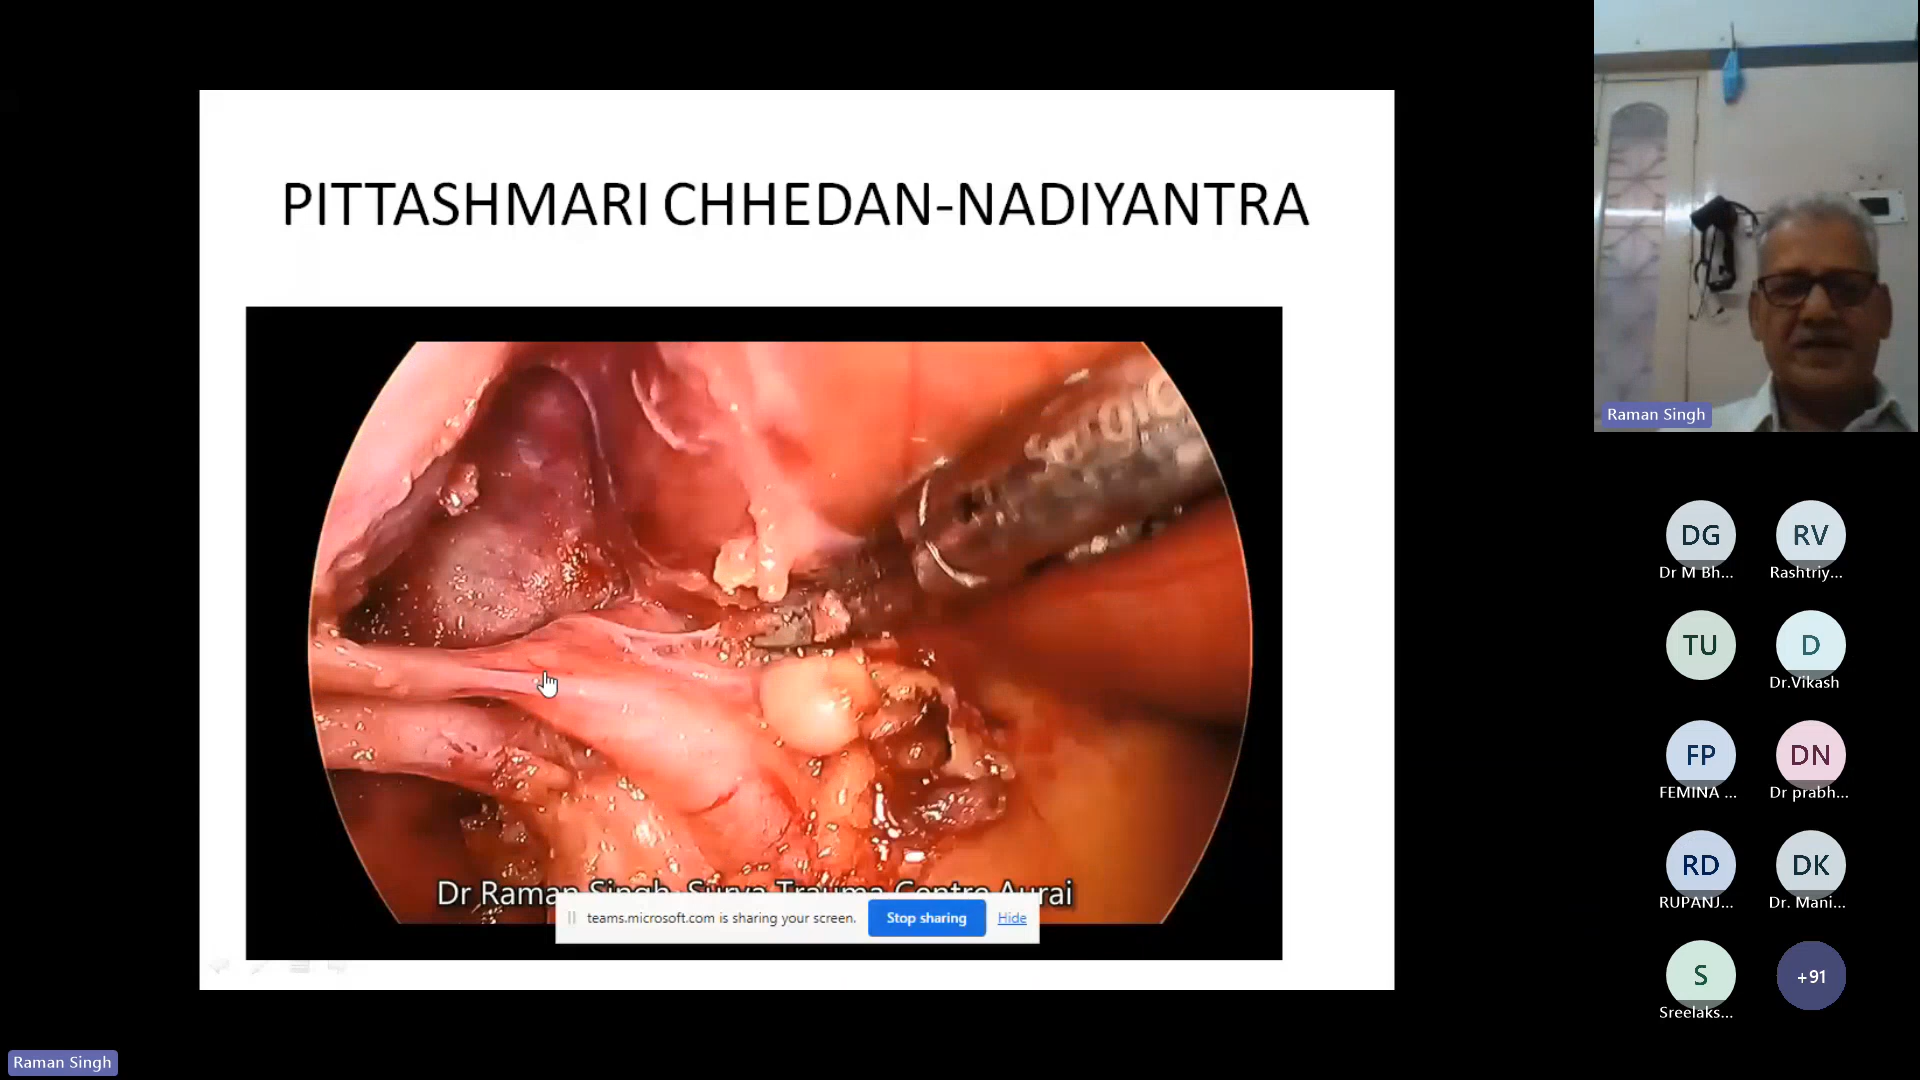 PITTASHMARI CHHEDAN-NADIYANTRA
Surgic
Dr Raman Singh, Surya Trauma Centre Aurai
teams.microsoft.com is sharing your screen.
Stop sharing
Hide
Raman Singh
DG
RV
Dr M Bh...
Rashtriy...
TU
D
Dr.Vikash
FP
DN
FEMINA ...
Dr prabh...
RD
DK
RUPANJ...
Dr. Mani...
S
+91
Sreelaks...
Raman Singh